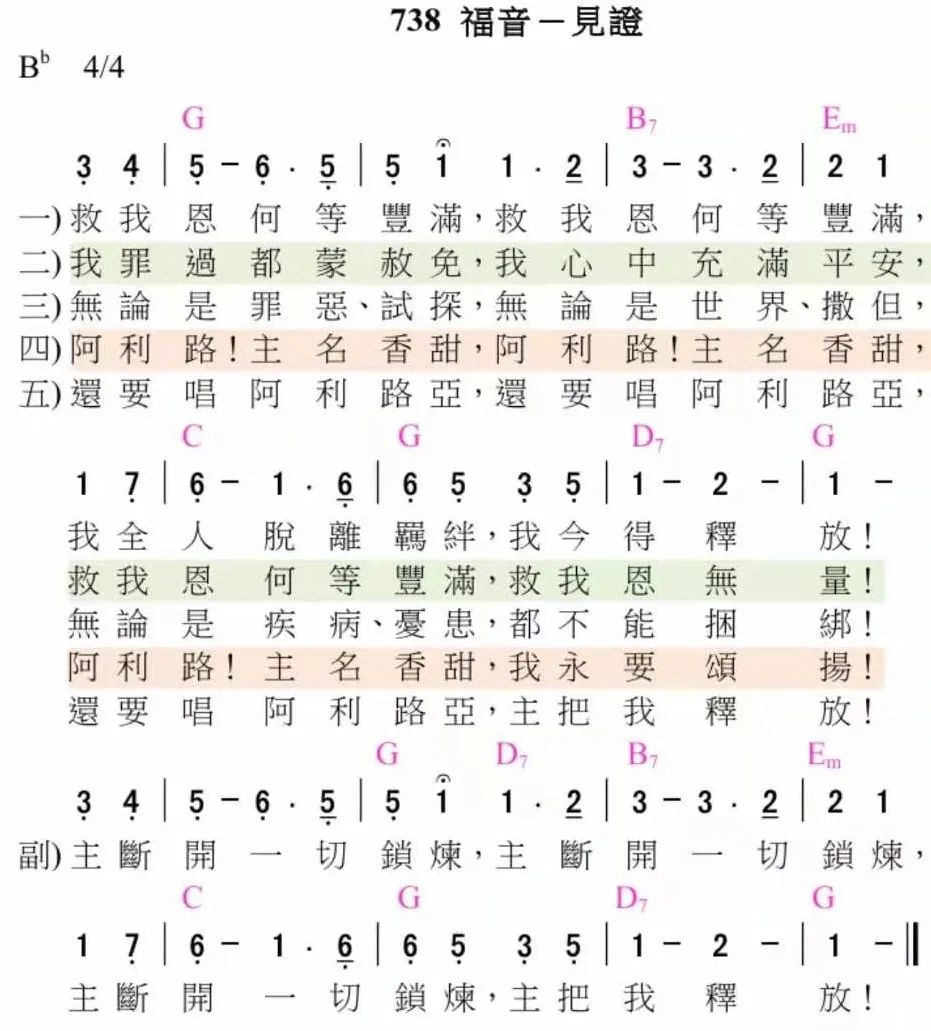 738 福音－見證
B♭ 4/4
G B7 Em
3̣ 4̣ | 5̣ – 6̣ . 5̣ | 5̣ 1 1 . 2 | 3 – 3 . 2 | 2 1
一)救我恩何等豐滿，救我恩何等豐滿，
二)我罪過都蒙赦免，我心中充滿平安，
三)無論是罪惡、試探，無論是世界、撒但，
四)阿利路！主名香甜，阿利路！主名香甜，
五)還要唱阿利路亞，還要唱阿利路亞，
C G D7 G
1 7̣ | 6̣ – 1 . 6̣ | 6̣ 5̣ 3̣ 5̣ | 1 – 2 – | 1 –
我全人脫離羈絆，我今得釋放！
救我恩何等豐滿，救我恩無量！
無論是疾病、憂患，都不能捆綁！
阿利路！主名香甜，我永要頌揚！
還要唱阿利路亞，主把我釋放！
G D7 B7 Em
3̣ 4̣ | 5̣ – 6̣ . 5̣ | 5̣ 1 1 . 2 | 3 – 3 . 2 | 2 1
副)主斷開一切鎖煉，主斷開一切鎖煉，
C G D7 G
1 7̣ | 6̣ – 1 . 6̣ | 6̣ 5̣ 3̣ 5̣ | 1 – 2 – | 1 – ‖
主斷開一切鎖煉，主把我釋放！